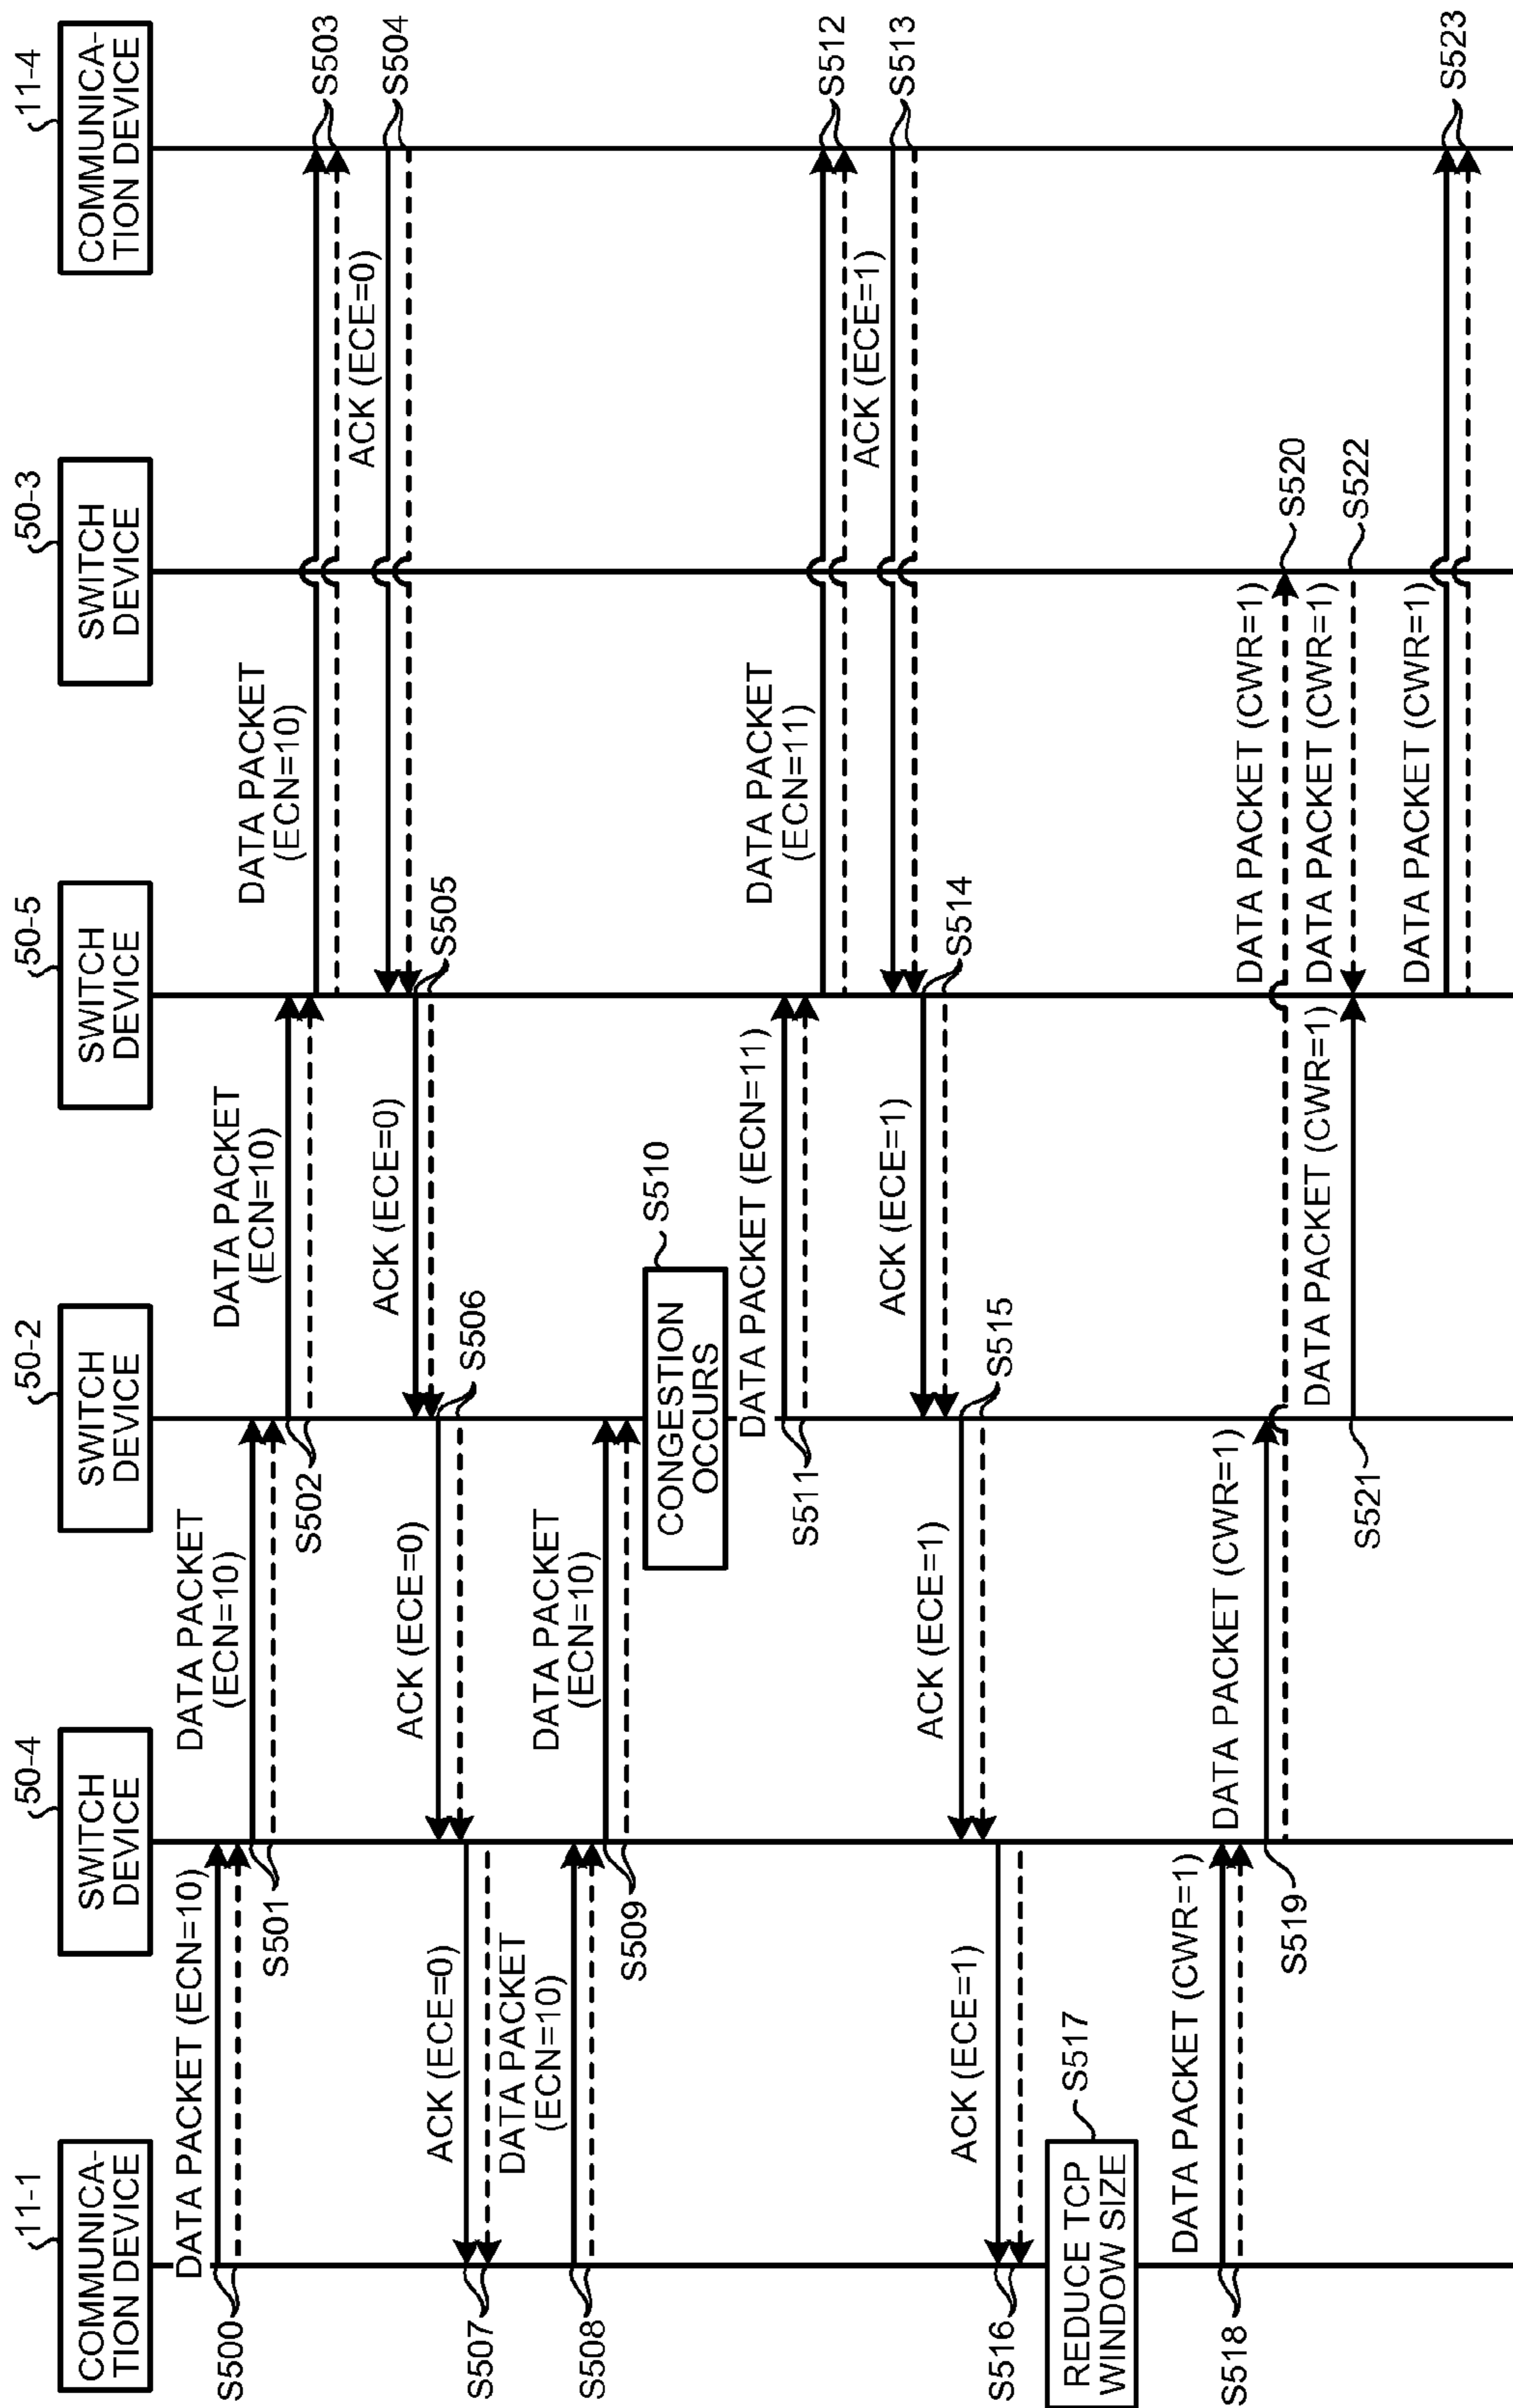 11-1
COMMUNICA-
TION DEVICE
50-4
SWITCH
DEVICE
50-2
SWITCH
DEVICE
50-5
SWITCH
DEVICE
50-3
SWITCH
DEVICE
11-4
COMMUNICA-
TION DEVICE
DATA PACKET (ECN=10)
S500
DATA PACKET
(ECN=10)
S501
DATA PACKET
(ECN=10)
S502
DATA PACKET
(ECN=10)
S503
ACK (ECE=0)
S504
ACK (ECE=0)
S505
ACK (ECE=0)
S506
ACK (ECE=0)
S507
DATA PACKET
(ECN=10)
S508
DATA PACKET
(ECN=10)
S509
CONGESTION
OCCURS
S510
DATA PACKET (ECN=11)
S511
DATA PACKET
(ECN=11)
S512
ACK (ECE=1)
S513
ACK (ECE=1)
S514
ACK (ECE=1)
S515
ACK (ECE=1)
S516
REDUCE TCP
WINDOW SIZE
S517
DATA PACKET (CWR=1)
S518
DATA PACKET (CWR=1)
S519
DATA PACKET (CWR=1)
S520
DATA PACKET (CWR=1)
S521
DATA PACKET (CWR=1)
S522
DATA PACKET (CWR=1)
S523